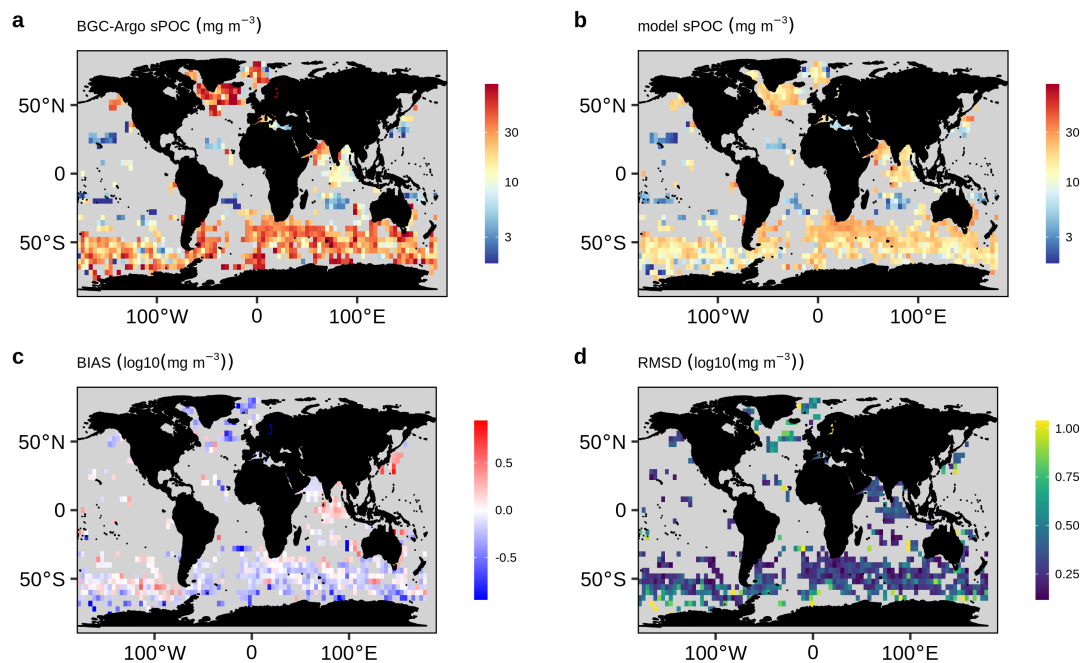 a
BGC-Argo sPOC (mg m⁻³)
50°N
0
50°S
100°W 0 100°E
30
10
3
b
model sPOC (mg m⁻³)
50°N
0
50°S
100°W 0 100°E
30
10
3
c
BIAS (log10(mg m⁻³))
50°N
0
50°S
100°W 0 100°E
0.5
0.0
-0.5
d
RMSD (log10(mg m⁻³))
50°N
0
50°S
100°W 0 100°E
1.00
0.75
0.50
0.25